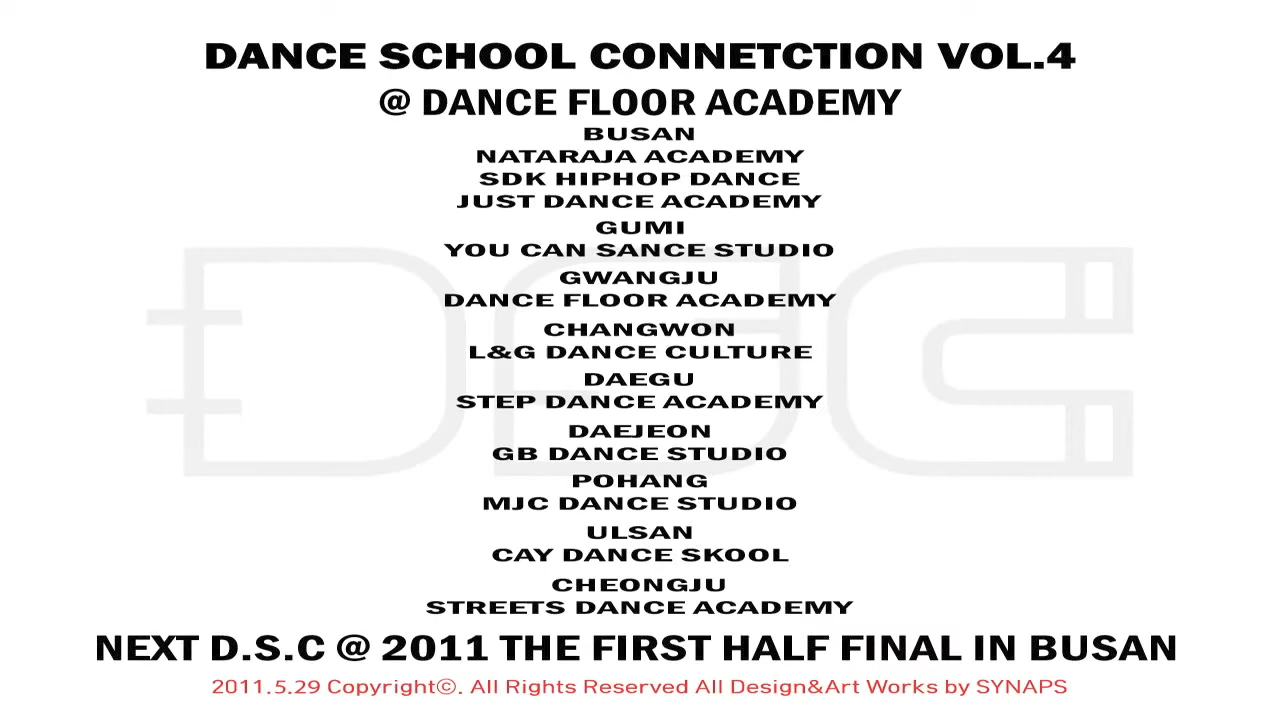 DANCE SCHOOL CONNETCTION VOL.4
@ DANCE FLOOR ACADEMY
BUSAN
NATARAJA ACADEMY
SDK HIPHOP DANCE
JUST DANCE ACADEMY
GUMI
YOU CAN SANCE STUDIO
GWANGJU
DANCE FLOOR ACADEMY
CHANGWON
L&G DANCE CULTURE
DAEGU
STEP DANCE ACADEMY
DAEJEON
GB DANCE STUDIO
POHANG
MJC DANCE STUDIO
ULSAN
CAY DANCE SKOOL
CHEONGJU
STREETS DANCE ACADEMY
NEXT D.S.C @ 2011 THE FIRST HALF FINAL IN BUSAN
2011.5.29 Copyright©. All Rights Reserved All Design&Art Works by SYNAPS